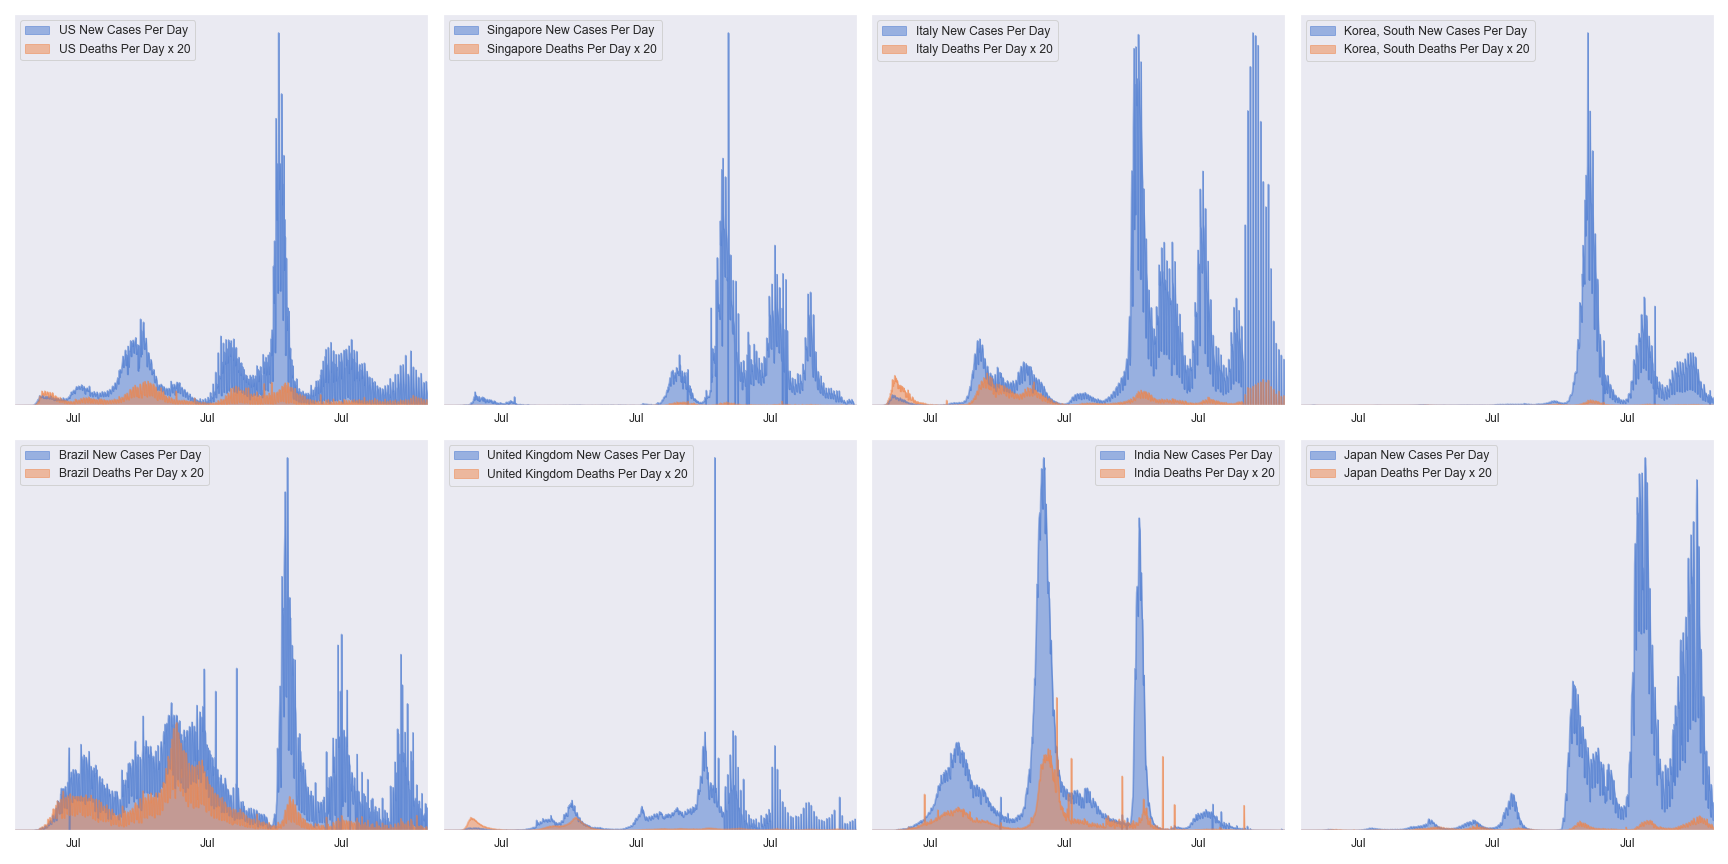 US New Cases Per Day
US Deaths Per Day x 20
Jul Jul Jul
Singapore New Cases Per Day
Singapore Deaths Per Day x 20
Jul Jul Jul
Italy New Cases Per Day
Italy Deaths Per Day x 20
Jul Jul Jul
Korea, South New Cases Per Day
Korea, South Deaths Per Day x 20
Jul Jul Jul
Brazil New Cases Per Day
Brazil Deaths Per Day x 20
Jul Jul Jul
United Kingdom New Cases Per Day
United Kingdom Deaths Per Day x 20
Jul Jul Jul
India New Cases Per Day
India Deaths Per Day x 20
Jul Jul Jul
Japan New Cases Per Day
Japan Deaths Per Day x 20
Jul Jul Jul